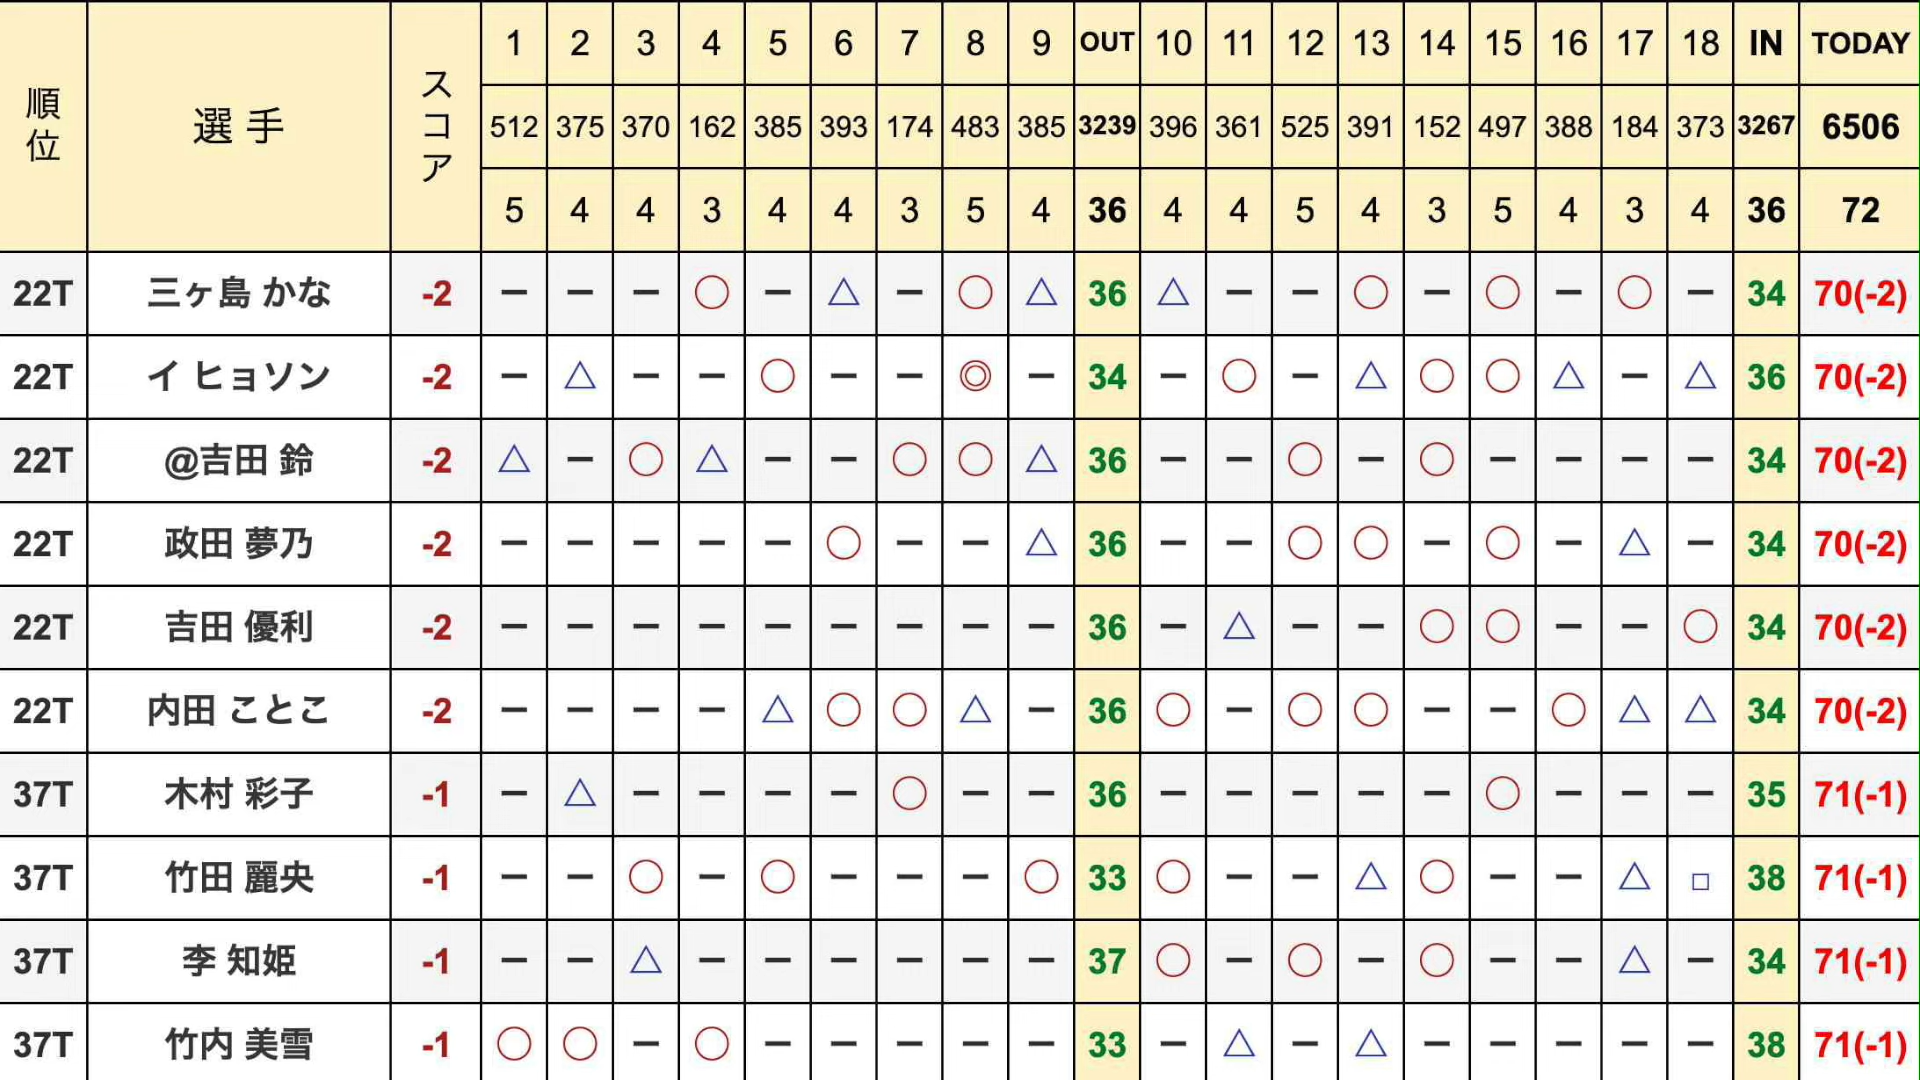 順位 選手 スコア 1 2 3 4 5 6 7 8 9 OUT 10 11 12 13 14 15 16 17 18 IN TODAY
512 375 370 162 385 393 174 483 385 3239 396 361 525 391 152 497 388 184 373 3267 6506
5 4 4 3 4 4 3 5 4 36 4 4 5 4 3 5 4 3 4 36 72
22T 三ヶ島 かな -2 − − − ○ − △ − ○ △ 36 △ − − ○ − ○ − ○ − 34 70(-2)
22T イ ヒョソン -2 − △ − − ○ − − ◎ − 34 − ○ − △ ○ ○ △ − △ 36 70(-2)
22T @吉田 鈴 -2 △ − ○ △ − − ○ ○ △ 36 − − ○ − ○ − − − − 34 70(-2)
22T 政田 夢乃 -2 − − − − − ○ − − △ 36 − − ○ ○ − ○ − △ − 34 70(-2)
22T 吉田 優利 -2 − − − − − − − − − 36 − △ − − ○ ○ − − ○ 34 70(-2)
22T 内田 ことこ -2 − − − − △ ○ ○ △ − 36 ○ − ○ ○ − − ○ △ △ 34 70(-2)
37T 木村 彩子 -1 − △ − − − − ○ − − 36 − − − − − ○ − − − 35 71(-1)
37T 竹田 麗央 -1 − − ○ − ○ − − − ○ 33 ○ − − △ ○ − − △ □ 38 71(-1)
37T 李 知姫 -1 − − △ − − − − − − 37 ○ − ○ − ○ − − △ − 34 71(-1)
37T 竹内 美雪 -1 ○ ○ − ○ − − − − − 33 − △ − △ − − − − − 38 71(-1)